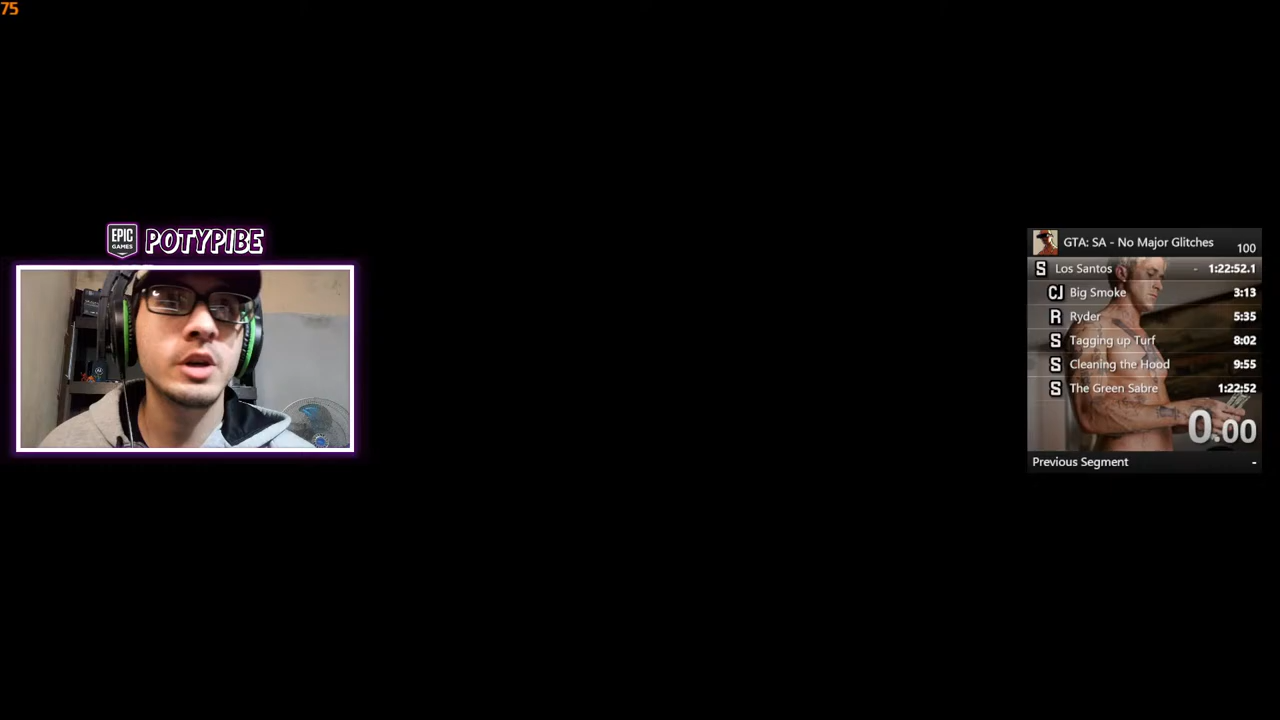 75
EPIC
GAMES
POTYPIBE
GTA: SA - No Major Glitches
100
S Los Santos - 1:22:52.1
CJ Big Smoke 3:13
R Ryder 5:35
S Tagging up Turf 8:02
S Cleaning the Hood 9:55
S The Green Sabre 1:22:52
0.00
Previous Segment -